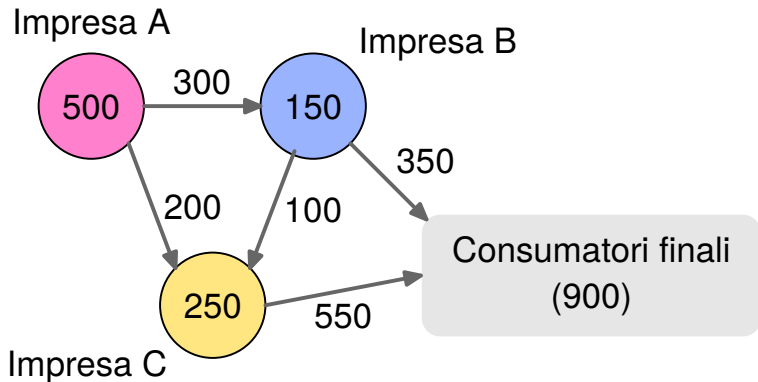 Impresa A
Impresa B
500
300
150
350
200
100
Consumatori finali
(900)
250
550
Impresa C